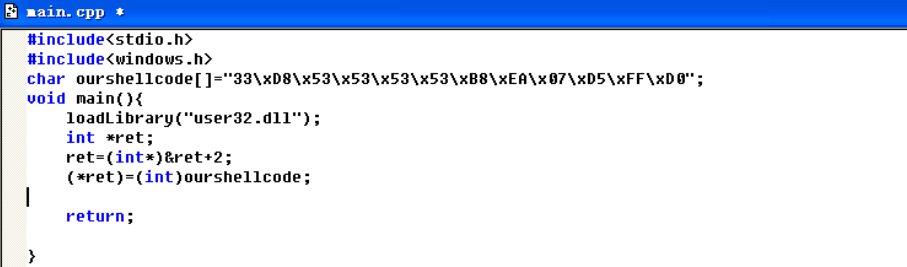 main.cpp *
#include<stdio.h>
#include<windows.h>
char ourshellcode[]="33\xD8\x53\x53\x53\x53\xB8\xEA\x07\xD5\xFF\xD0";
void main(){
loadLibrary("user32.dll");
int *ret;
ret=(int*)&ret+2;
(*ret)=(int)ourshellcode;
return;
}